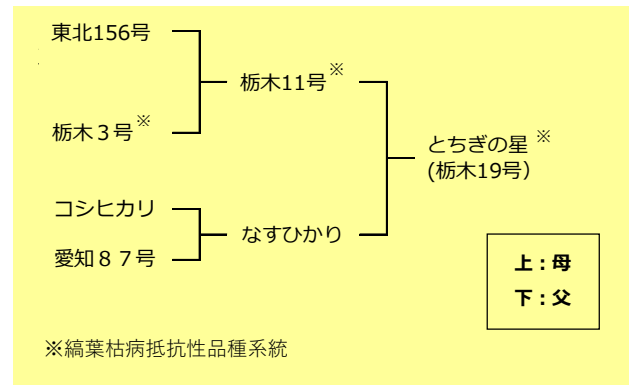 東北156号
栃木11号※
栃木３号※
とちぎの星※
(栃木19号）
コシヒカリ
なすひかり
愛知８７号
上：母
下：父
※縞葉枯病抵抗性品種系統